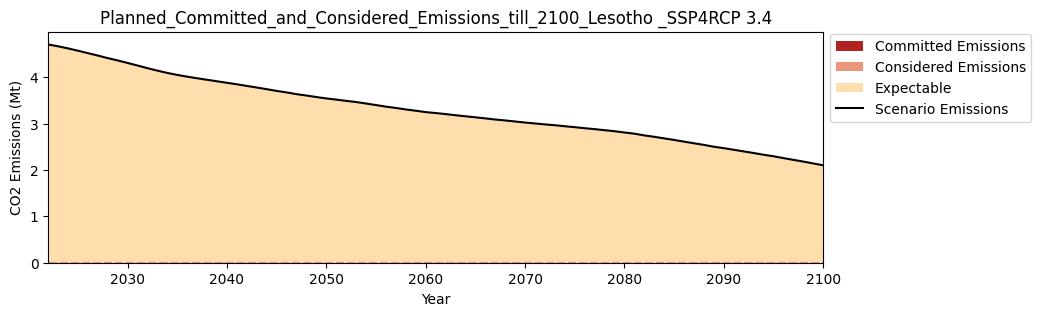 Planned_Committed_and_Considered_Emissions_till_2100_Lesotho _SSP4RCP 3.4
Committed Emissions
Considered Emissions
Expectable
Scenario Emissions
CO2 Emissions (Mt)
4
3
2
1
0
2030 2040 2050 2060 2070 2080 2090 2100
Year